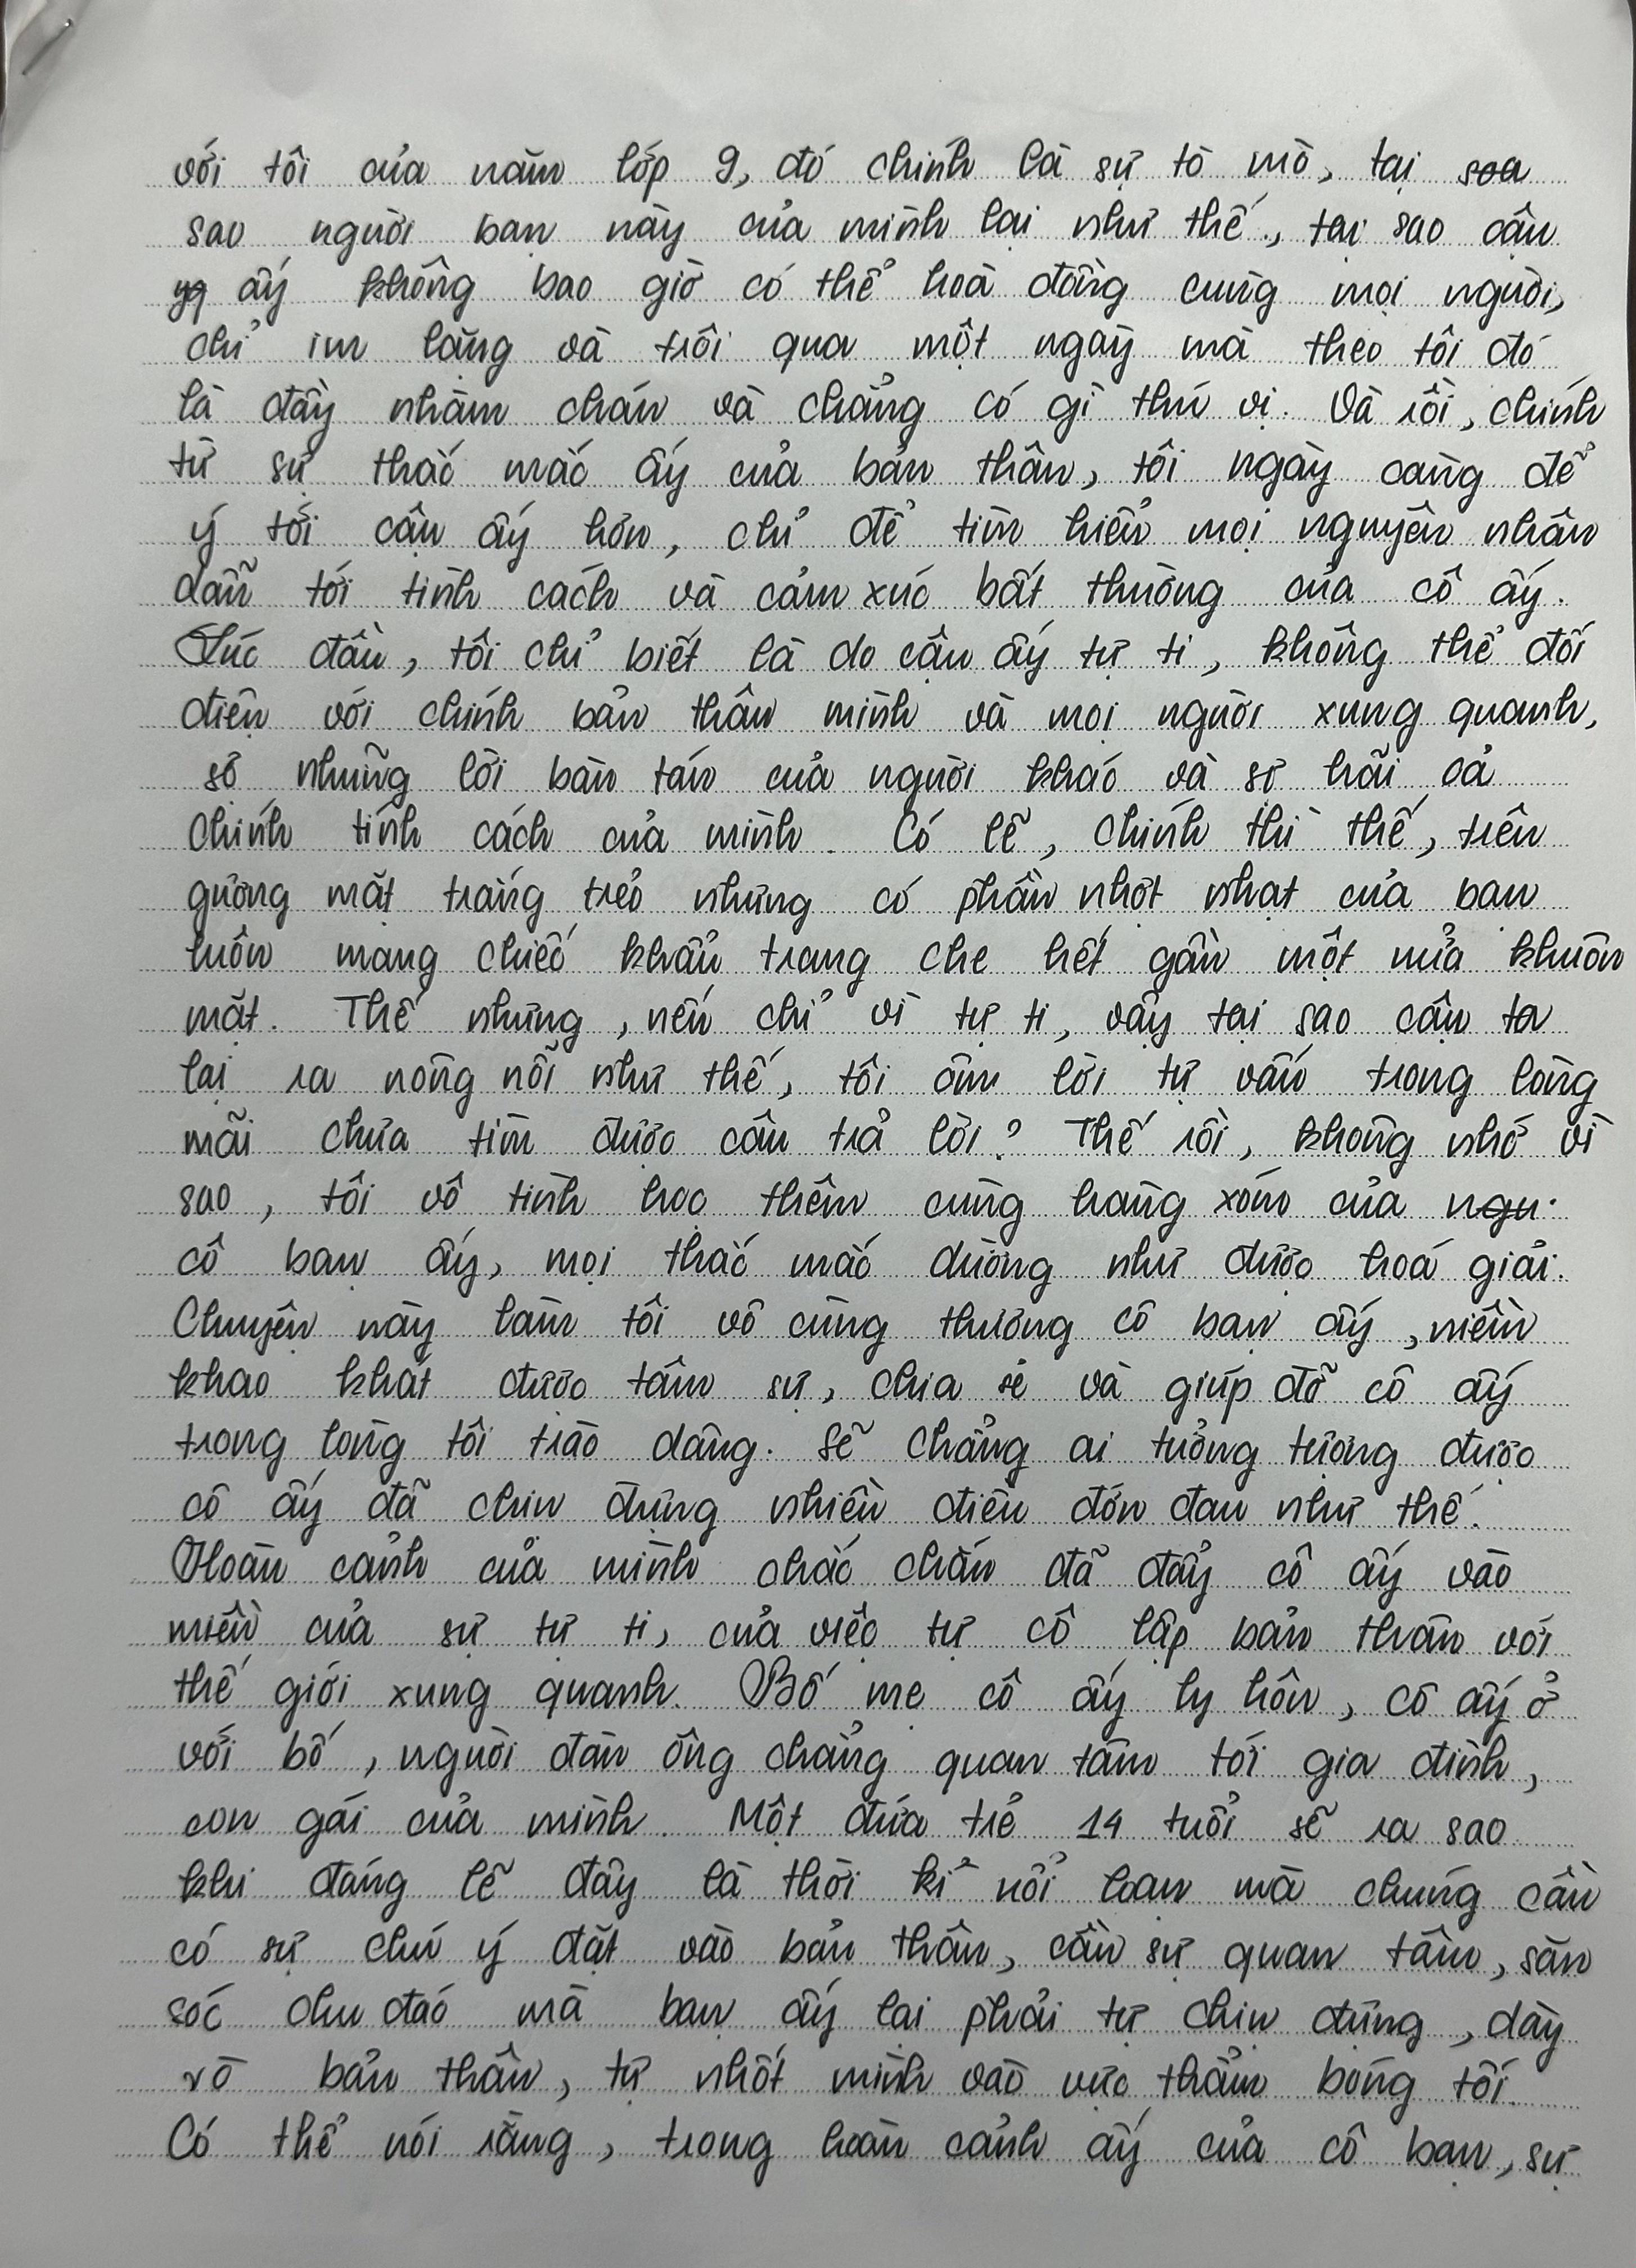 với tôi của năm lớp 9, đó chính là sự tò mò, tại soa
sao người bạn này của mình lại như thế, tại sao cậu
ấy không bao giờ có thể hoà đồng cùng mọi người,
chỉ im lặng và trôi qua một ngày mà theo tôi đó
là đầy nhàm chán và chẳng có gì thú vị. Và rồi, chính
từ sự thắc mắc ấy của bản thân, tôi ngày càng để
ý tới cậu ấy hơn, chỉ để tìm hiểu mọi nguyên nhân
dẫn tới tính cách và cảm xúc bất thường của cô ấy.
Lúc đầu, tôi chỉ biết là do cậu ấy tự ti, không thể đối
diện với chính bản thân mình và mọi người xung quanh,
sợ những lời bàn tán của người khác và sợ hãi cả
chính tính cách của mình. Có lẽ, chính thì thế, trên
gương mặt trắng trẻo nhưng có phần nhợt nhạt của bạn
luôn mang chiếc khẩu trang che hết gần một nửa khuôn
mặt. Thế nhưng, nếu chỉ vì tự ti, vậy tại sao cậu ta
lại ra nông nỗi như thế, tôi ôm lời tự vấn trong lòng
mãi chưa tìm được câu trả lời? Thế rồi, không nhớ vì
sao, tôi vô tình học thêm cùng hàng xóm của ngu
cô bạn ấy, mọi thắc mắc dường như được hoá giải.
Chuyện này làm tôi vô cùng thương cô bạn ấy, niềm
khao khát được tâm sự, chia sẻ và giúp đỡ cô ấy
trong lòng tôi trào dâng. Sẽ chẳng ai tưởng tượng được
cô ấy đã chịu đựng nhiều điều đớn đau như thế.
Hoàn cảnh của mình chắc chắn đã đẩy cô ấy vào
miền của sự tự ti, của việc tự cô lập bản thân với
thế giới xung quanh. Bố mẹ cô ấy ly hôn, cô ấy ở
với bố, người đàn ông chẳng quan tâm tới gia đình,
con gái của mình. Một đứa trẻ 14 tuổi sẽ ra sao
khi đáng lẽ đây là thời kì nổi loạn mà chúng cần
có sự chú ý đặt vào bản thân, cần sự quan tâm, săn
sóc chu đáo mà bạn ấy lại phải tự chịu đựng, dày
vò bản thân, tự nhốt mình vào vực thẳm bóng tối.
Có thể nói rằng, trong hoàn cảnh ấy của cô bạn, sự